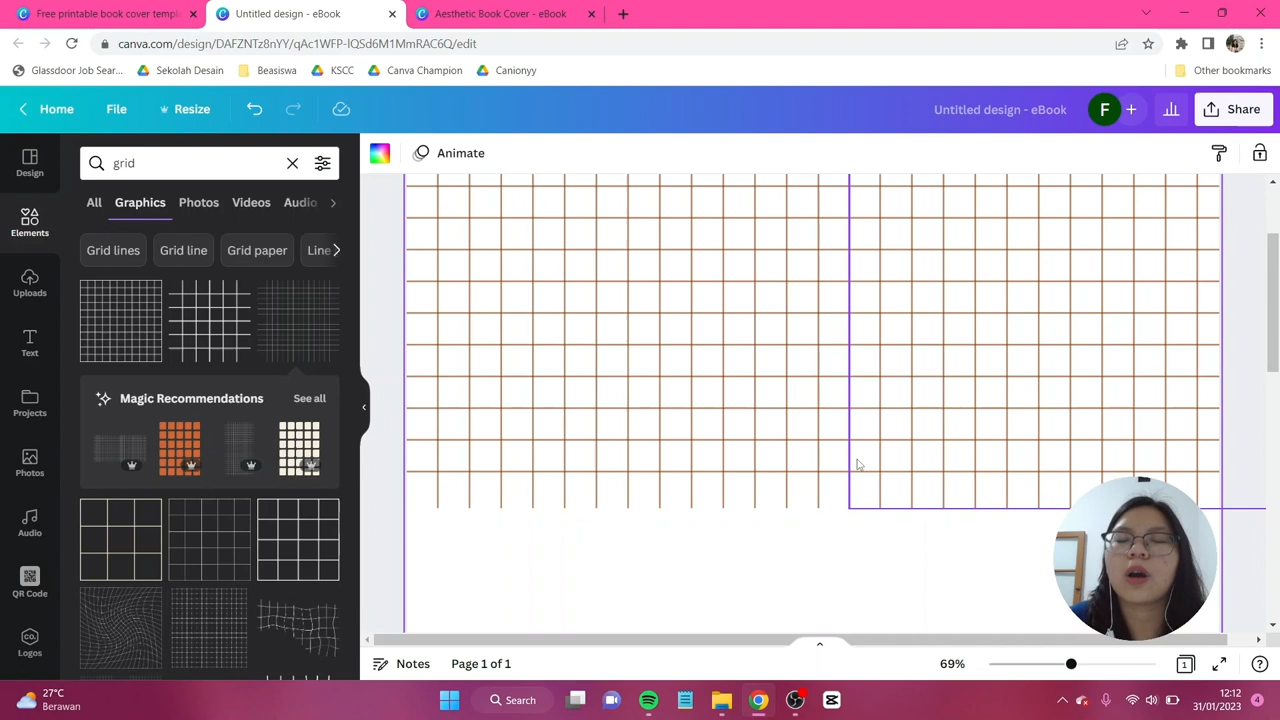 Free printable book cover templ
Untitled design - eBook
Aesthetic Book Cover - eBook
canva.com/design/DAFZNTz8nYY/qAc1WFP-lQSd6M1MmRAC6Q/edit
Glassdoor Job Sear...
Sekolah Desain
Beasiswa
KSCC
Canva Champion
Canionyy
Other bookmarks
Home
File
Resize
Untitled design - eBook
F
Share
Design
Elements
Uploads
Text
Projects
Photos
Audio
QR Code
Logos
CO.
grid
All
Graphics
Photos
Videos
Audio
Grid lines
Grid line
Grid paper
Line
Magic Recommendations
See all
Animate
Notes
Page 1 of 1
69%
1
27°C
Berawan
Search
12:12
31/01/2023
4